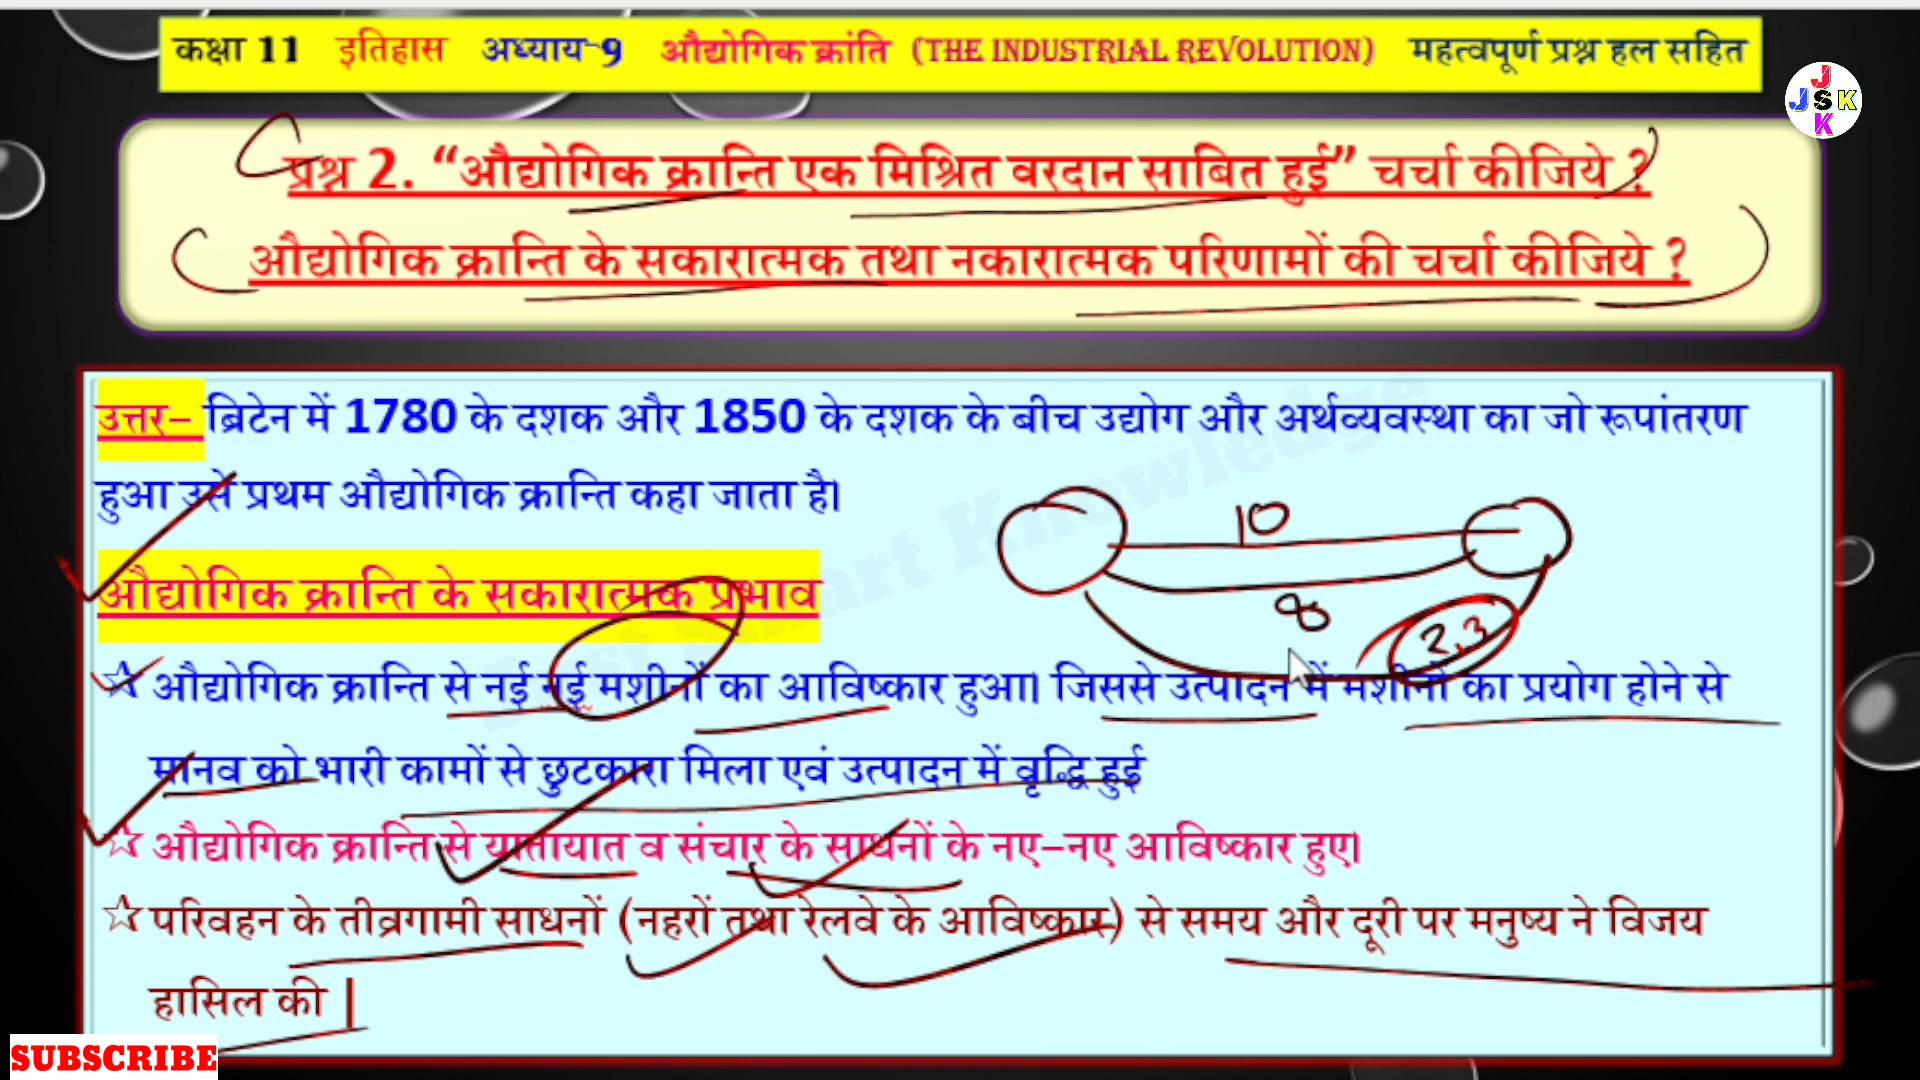 कक्षा 11 इतिहास अध्याय-9 औद्योगिक क्रांति (THE INDUSTRIAL REVOLUTION) महत्वपूर्ण प्रश्न हल सहित
J
J S K
K
प्रश्न 2. “औद्योगिक क्रान्ति एक मिश्रित वरदान साबित हुई” चर्चा कीजिये ?
औद्योगिक क्रान्ति के सकारात्मक तथा नकारात्मक परिणामों की चर्चा कीजिये ?
उत्तर– ब्रिटेन में 1780 के दशक और 1850 के दशक के बीच उद्योग और अर्थव्यवस्था का जो रूपांतरण
हुआ उसे प्रथम औद्योगिक क्रान्ति कहा जाता है।
10
औद्योगिक क्रान्ति के सकारात्मक प्रभाव
8
2,3
☆ औद्योगिक क्रान्ति से नई नई मशीनों का आविष्कार हुआ। जिससे उत्पादन में मशीनों का प्रयोग होने से
मानव को भारी कामों से छुटकारा मिला एवं उत्पादन में वृद्धि हुई
☆ औद्योगिक क्रान्ति से यातायात व संचार के साधनों के नए–नए आविष्कार हुए।
☆ परिवहन के तीव्रगामी साधनों (नहरों तथा रेलवे के आविष्कार) से समय और दूरी पर मनुष्य ने विजय
हासिल की |
SUBSCRIBE